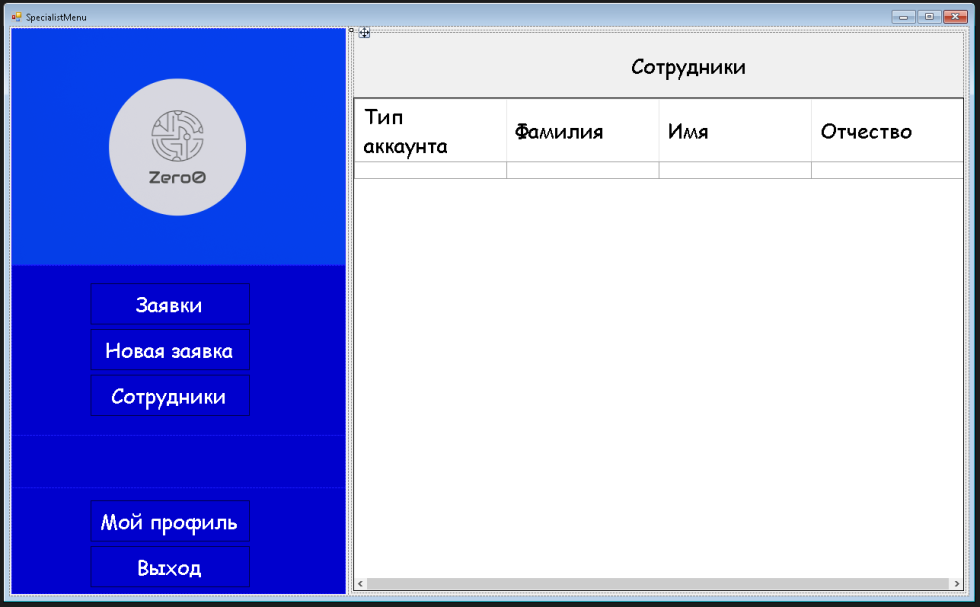 SpecialistMenu
Zero0
Заявки
Новая заявка
Сотрудники
Мой профиль
Выход
Сотрудники
Тип
аккаунта
Фамилия
Имя
Отчество